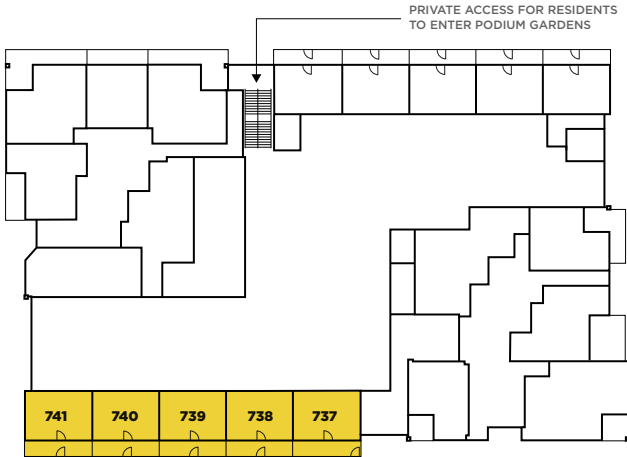 PRIVATE ACCESS FOR RESIDENTS
TO ENTER PODIUM GARDENS
741 740 739 738 737